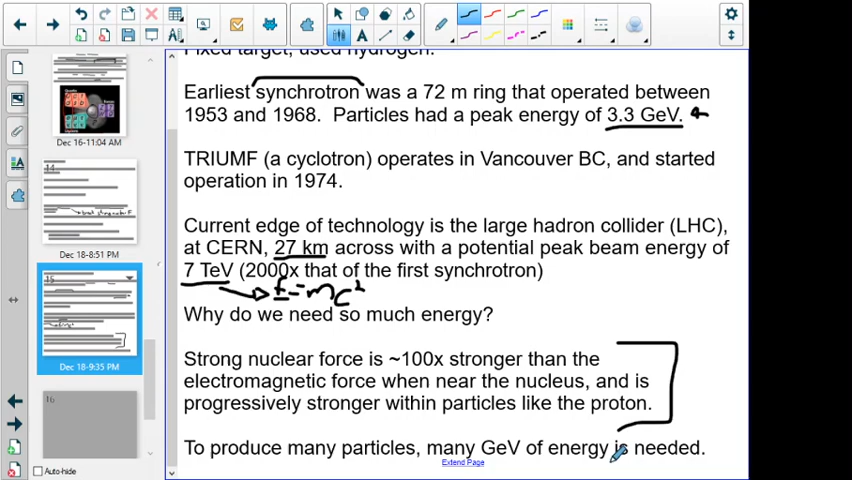 Fixed target, used hydrogen.
Earliest synchrotron was a 72 m ring that operated between
1953 and 1968. Particles had a peak energy of 3.3 GeV.
TRIUMF (a cyclotron) operates in Vancouver BC, and started
operation in 1974.
Current edge of technology is the large hadron collider (LHC),
at CERN, 27 km across with a potential peak beam energy of
7 TeV (2000x that of the first synchrotron)
E=mc²
Why do we need so much energy?
Strong nuclear force is ~100x stronger than the
electromagnetic force when near the nucleus, and is
progressively stronger within particles like the proton.
To produce many particles, many GeV of energy is needed.
Extend Page
Dec 16-11:04 AM
14
Dec 18-8:51 PM
15
Dec 18-9:35 PM
16
Auto-hide